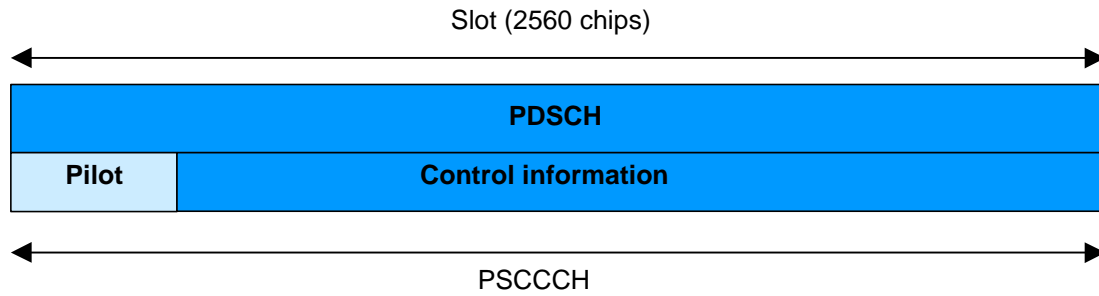 Slot (2560 chips)
PDSCH
Pilot Control information
PSCCCH